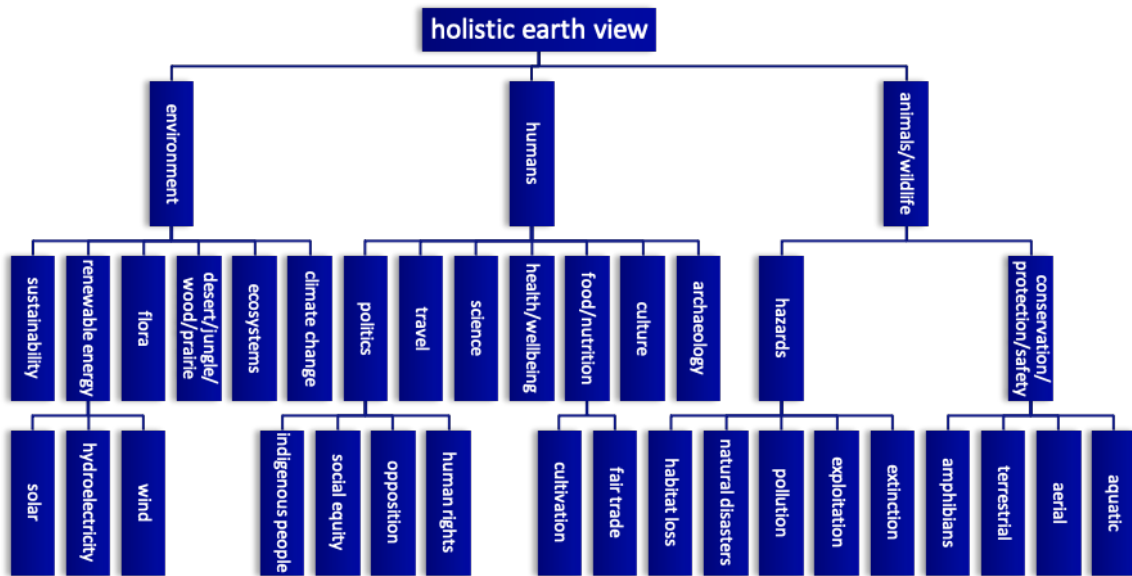 holistic earth view
environment
humans
animals/wildlife
sustainability
renewable energy
flora
desert/jungle/
wood/prairie
ecosystems
climate change
politics
travel
science
health/wellbeing
food/nutrition
culture
archaeology
hazards
conservation/
protection/safety
solar
hydroelectricity
wind
indigenous people
social equity
opposition
human rights
cultivation
fair trade
habitat loss
natural disasters
pollution
exploitation
extinction
amphibians
terrestrial
aerial
aquatic